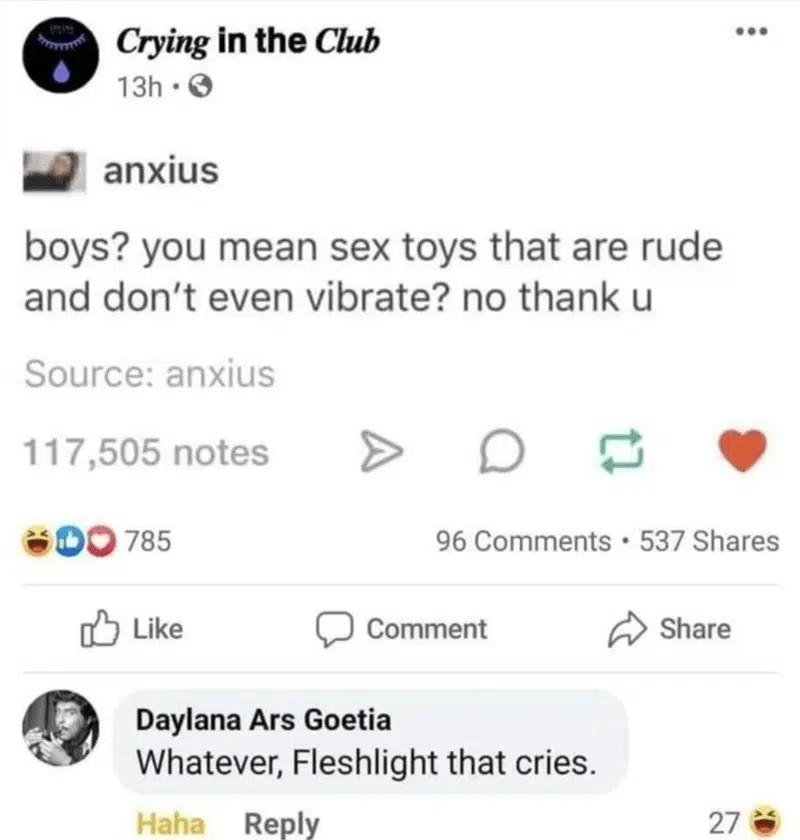 Crying in the Club
13h ·
anxius
boys? you mean sex toys that are rude
and don't even vibrate? no thank u
Source: anxius
117,505 notes
785
96 Comments • 537 Shares
Like
Comment
Share
Daylana Ars Goetia
Whatever, Fleshlight that cries.
Haha Reply
27